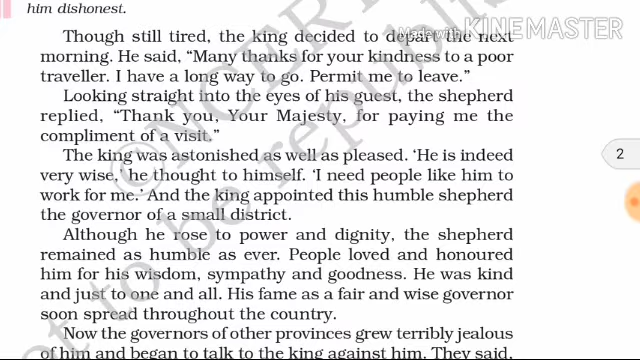 him dishonest.
Though still tired, the king decided to depart the next
Made with KINEMASTER
morning. He said, “Many thanks for your kindness to a poor
traveller. I have a long way to go. Permit me to leave.”
Looking straight into the eyes of his guest, the shepherd
replied, “Thank you, Your Majesty, for paying me the
compliment of a visit.”
The king was astonished as well as pleased. ‘He is indeed
very wise,’ he thought to himself. ‘I need people like him to
work for me.’ And the king appointed this humble shepherd
the governor of a small district.
2
Although he rose to power and dignity, the shepherd
remained as humble as ever. People loved and honoured
him for his wisdom, sympathy and goodness. He was kind
and just to one and all. His fame as a fair and wise governor
soon spread throughout the country.
Now the governors of other provinces grew terribly jealous
of him and began to talk to the king against him. They said,
© NCERT
not to be republished